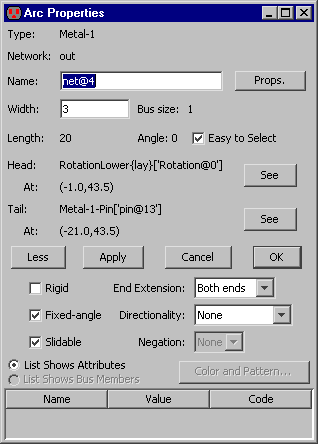 Arc Properties
Type: Metal-1
Network: out
Name: net@4 Props.
Width: 3 Bus size: 1
Length: 20 Angle: 0 Easy to Select
Head: RotationLower{lay}['Rotation@0']
At: (-1.0,43.5) See
Tail: Metal-1-Pin['pin@13']
At: (-21.0,43.5) See
Less Apply Cancel OK
Rigid End Extension: Both ends
Fixed-angle Directionality: None
Slidable Negation: None
List Shows Attributes
List Shows Bus Members Color and Pattern...
Name Value Code